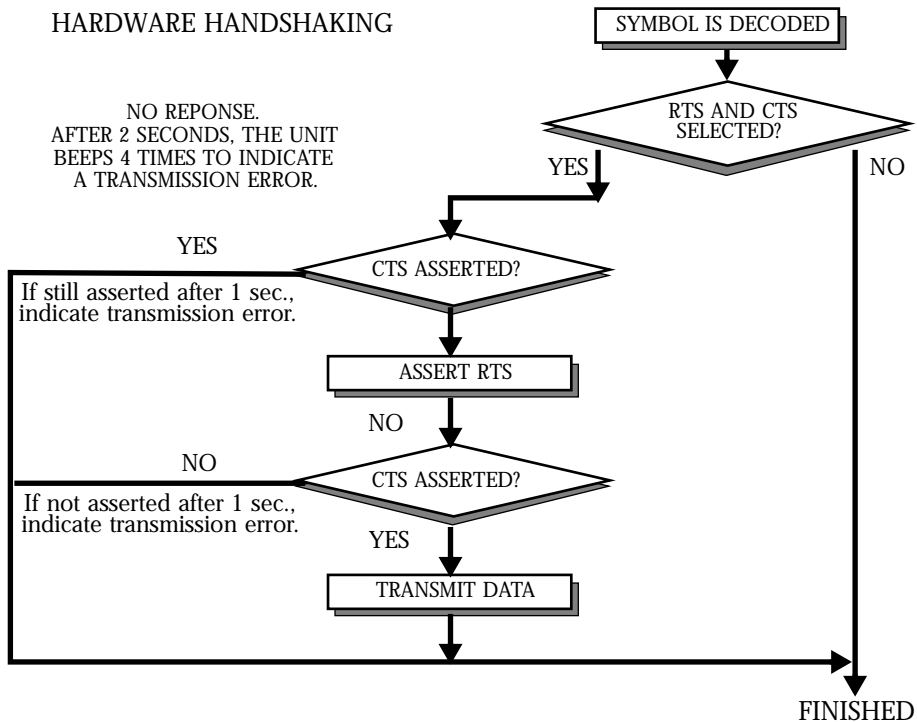 HARDWARE HANDSHAKING
SYMBOL IS DECODED
NO REPONSE.
AFTER 2 SECONDS, THE UNIT
BEEPS 4 TIMES TO INDICATE
A TRANSMISSION ERROR.
RTS AND CTS
SELECTED?
YES
NO
YES
CTS ASSERTED?
If still asserted after 1 sec.,
indicate transmission error.
ASSERT RTS
NO
NO
CTS ASSERTED?
If not asserted after 1 sec.,
indicate transmission error.
YES
TRANSMIT DATA
FINISHED